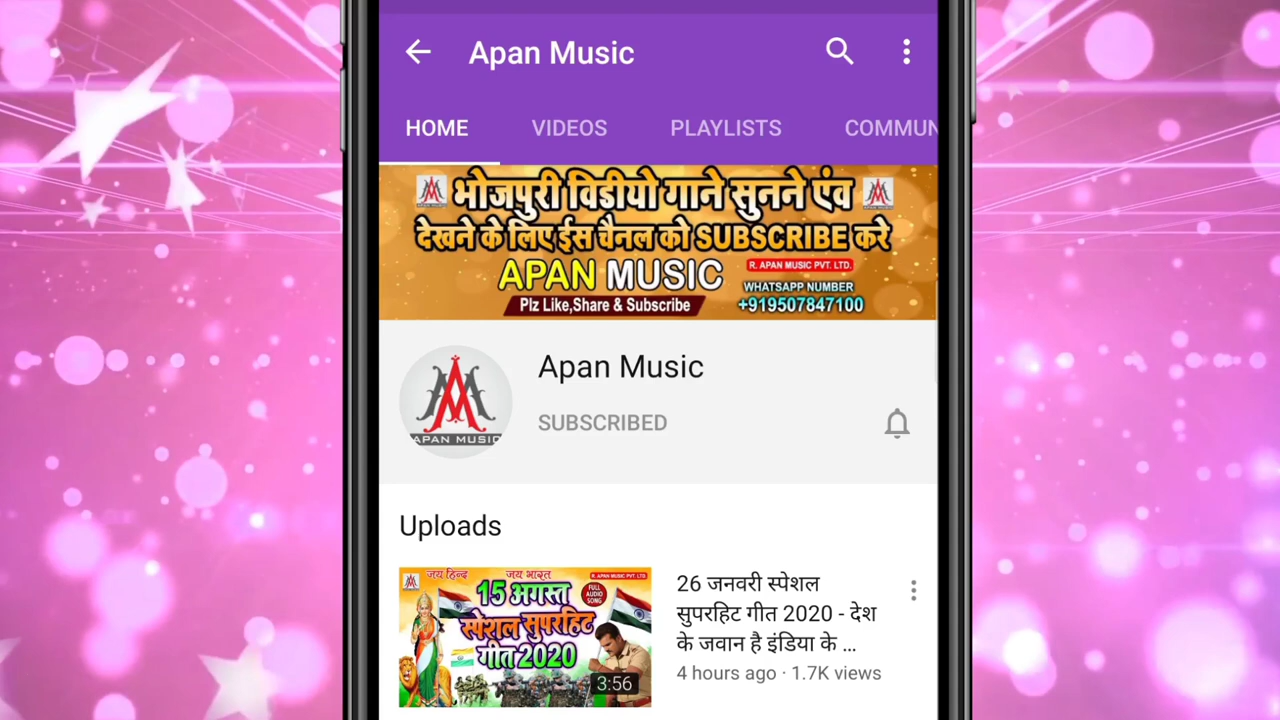 Apan Music
HOME VIDEOS PLAYLISTS COMMUN
भोजपुरी विडीयो गाने सुनने एंव
देखने के लिए ईस चैनल को SUBSCRIBE करे
APAN MUSIC
R. APAN MUSIC PVT. LTD.
WHATSAPP NUMBER
+919507847100
Plz Like,Share & Subscribe
Apan Music
SUBSCRIBED
APAN MUSIC
Uploads
जय हिन्द जय भारत
R. APAN MUSIC PVT. LTD
15 अगस्त
FULL
AUDIO
SONG
स्पेशल सुपरहिट
गीत 2020
3:56
26 जनवरी स्पेशल
सुपरहिट गीत 2020 - देश
के जवान है इंडिया के ...
4 hours ago · 1.7K views